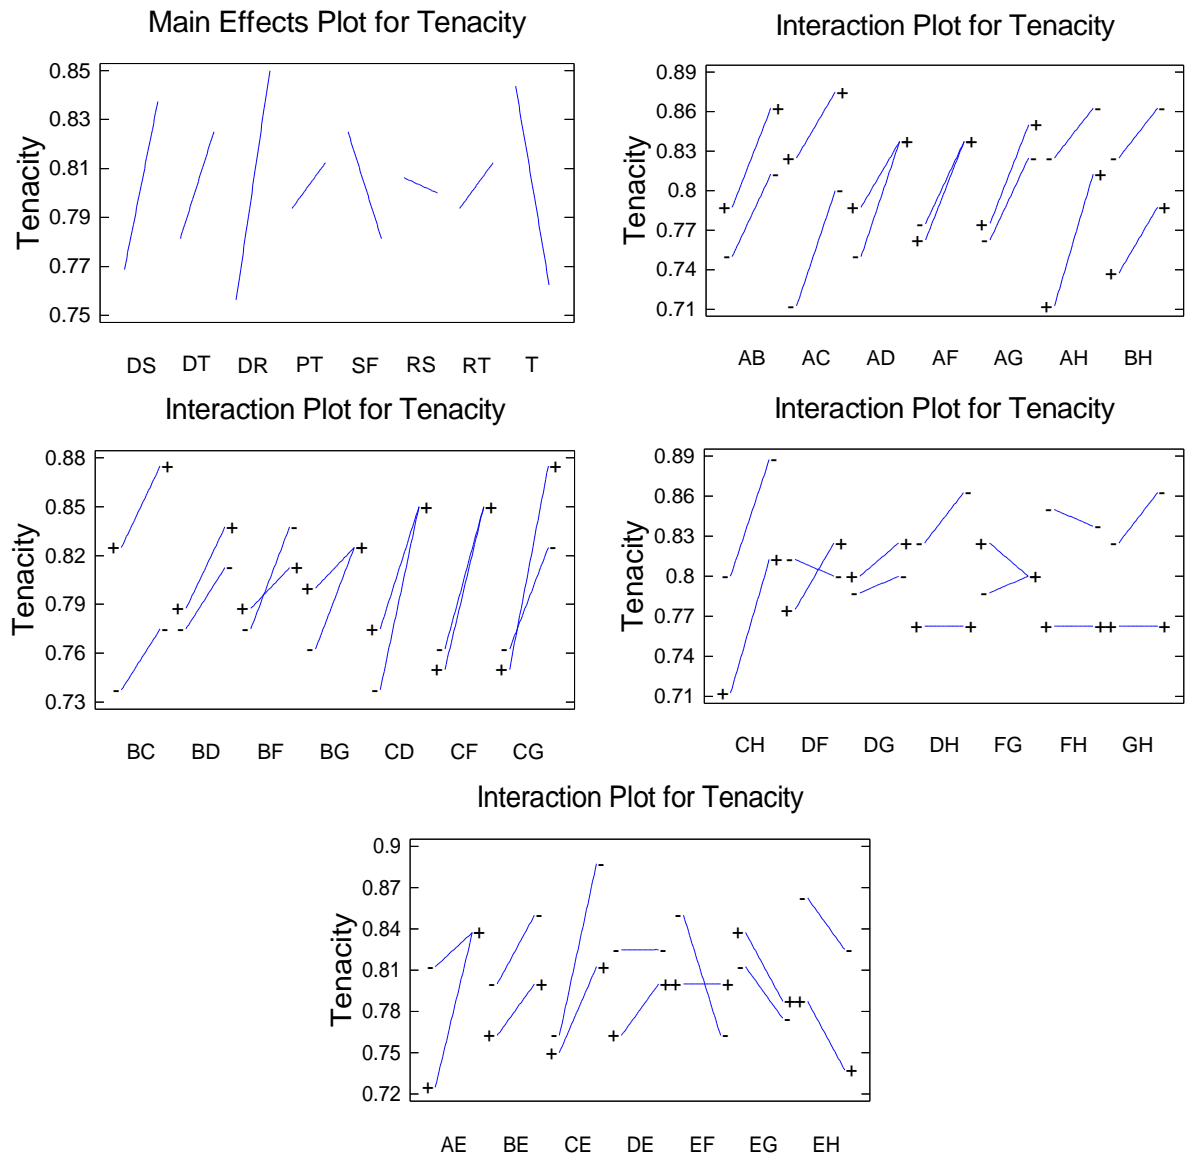 Main Effects Plot for Tenacity
Tenacity
0.85
0.83
0.81
0.79
0.77
0.75
DS DT DR PT SF RS RT T
Interaction Plot for Tenacity
Tenacity
0.89
0.86
0.83
0.8
0.77
0.74
0.71
AB AC AD AF AG AH BH
Interaction Plot for Tenacity
Tenacity
0.88
0.85
0.82
0.79
0.76
0.73
BC BD BF BG CD CF CG
Interaction Plot for Tenacity
Tenacity
0.89
0.86
0.83
0.8
0.77
0.74
0.71
CH DF DG DH FG FH GH
Interaction Plot for Tenacity
Tenacity
0.9
0.87
0.84
0.81
0.78
0.75
0.72
AE BE CE DE EF EG EH